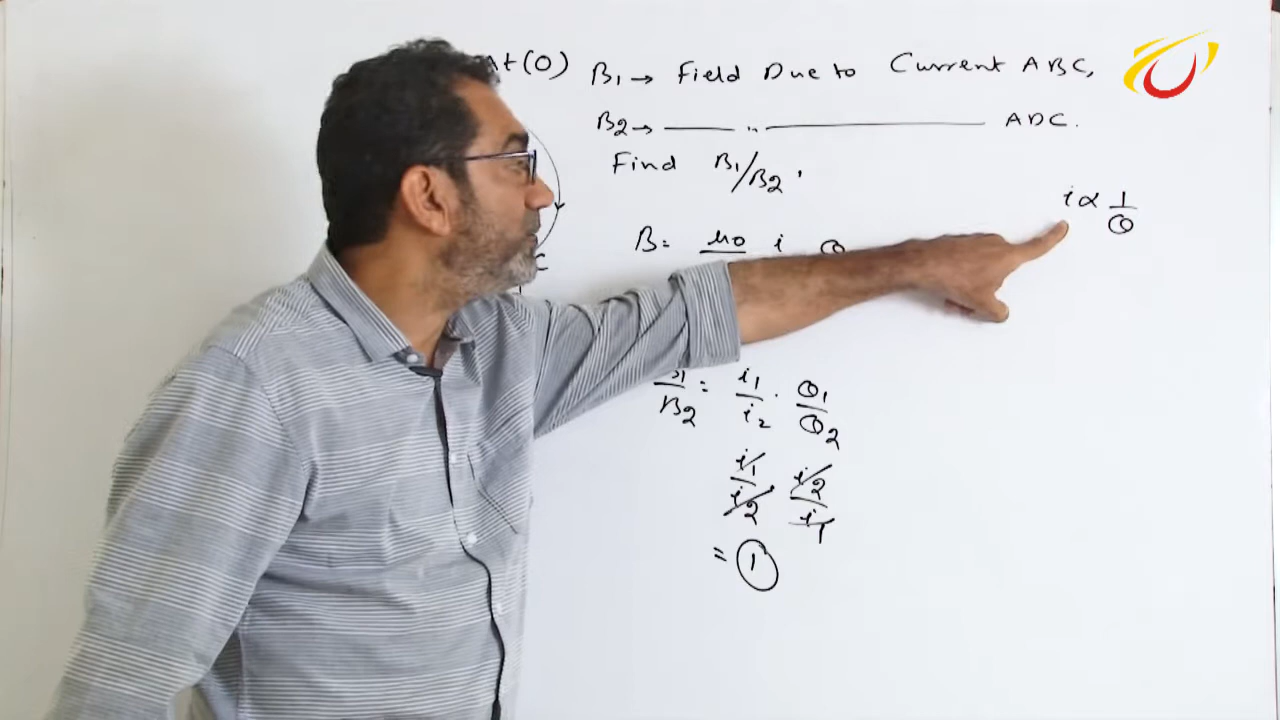 At (O) B₁ → Field Due to Current ABC,
B₂ → —— „ —————— ADC.
Find B₁/B₂.
i ∝ 1/θ
B = μ₀ i θ
C
B₁/B₂ = i₁/i₂ · θ₁/θ₂
i₁/i₂ i₂/i₁
= 1